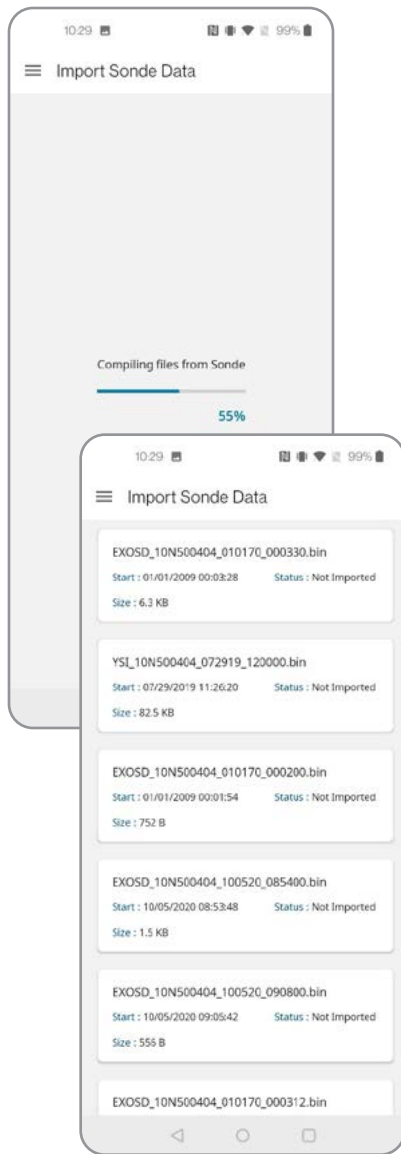 10:29 99%
Import Sonde Data
Compiling files from Sonde
55%
10:29 99%
Import Sonde Data
EXOSD_10N500404_010170_000330.bin
Start : 01/01/2009 00:03:28 Status : Not Imported
Size : 6.3 KB
YSI_10N500404_072919_120000.bin
Start : 07/29/2019 11:26:20 Status : Not Imported
Size : 82.5 KB
EXOSD_10N500404_010170_000200.bin
Start : 01/01/2009 00:01:54 Status : Not Imported
Size : 752 B
EXOSD_10N500404_100520_085400.bin
Start : 10/05/2020 08:53:48 Status : Not Imported
Size : 1.5 KB
EXOSD_10N500404_100520_090800.bin
Start : 10/05/2020 09:05:42 Status : Not Imported
Size : 556 B
EXOSD_10N500404_010170_000312.bin